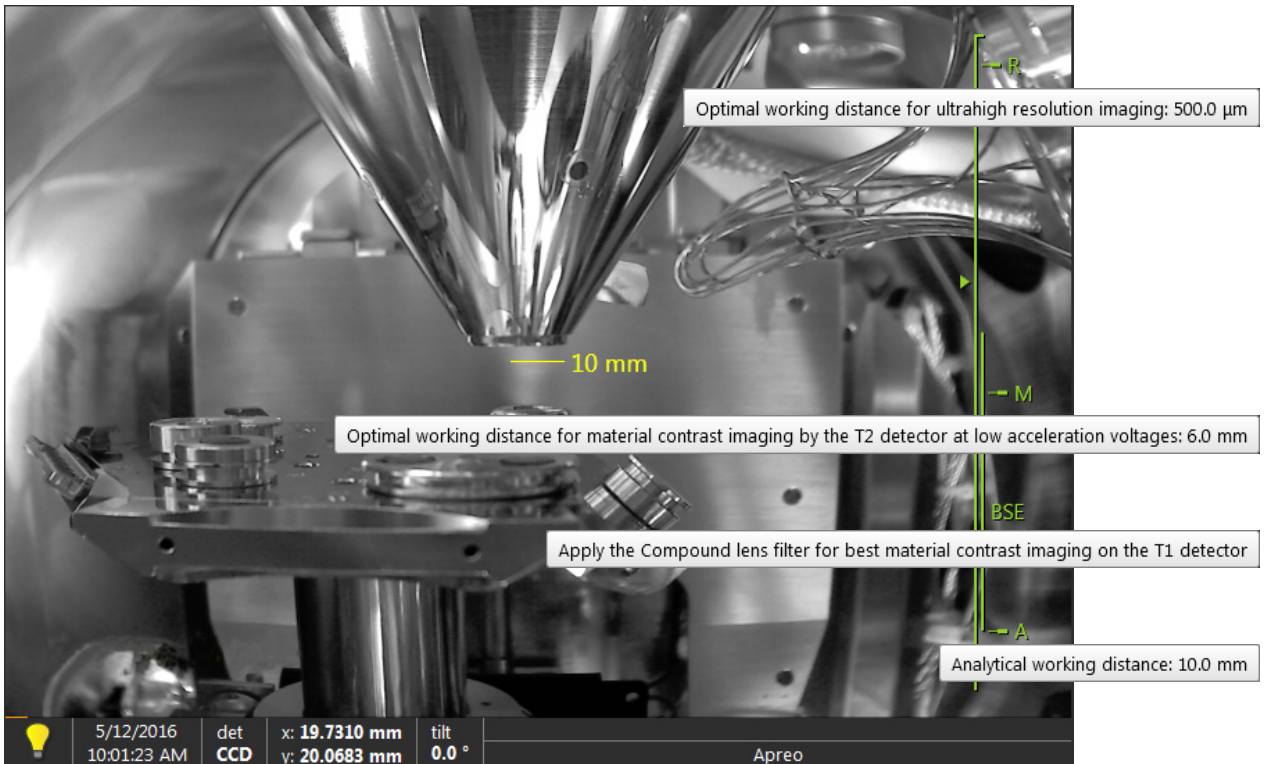 R
Optimal working distance for ultrahigh resolution imaging: 500.0 µm
10 mm
M
Optimal working distance for material contrast imaging by the T2 detector at low acceleration voltages: 6.0 mm
BSE
Apply the Compound lens filter for best material contrast imaging on the T1 detector
A
Analytical working distance: 10.0 mm
5/12/2016
10:01:23 AM
det
CCD
x: 19.7310 mm
y: 20.0683 mm
tilt
0.0 °
Apreo